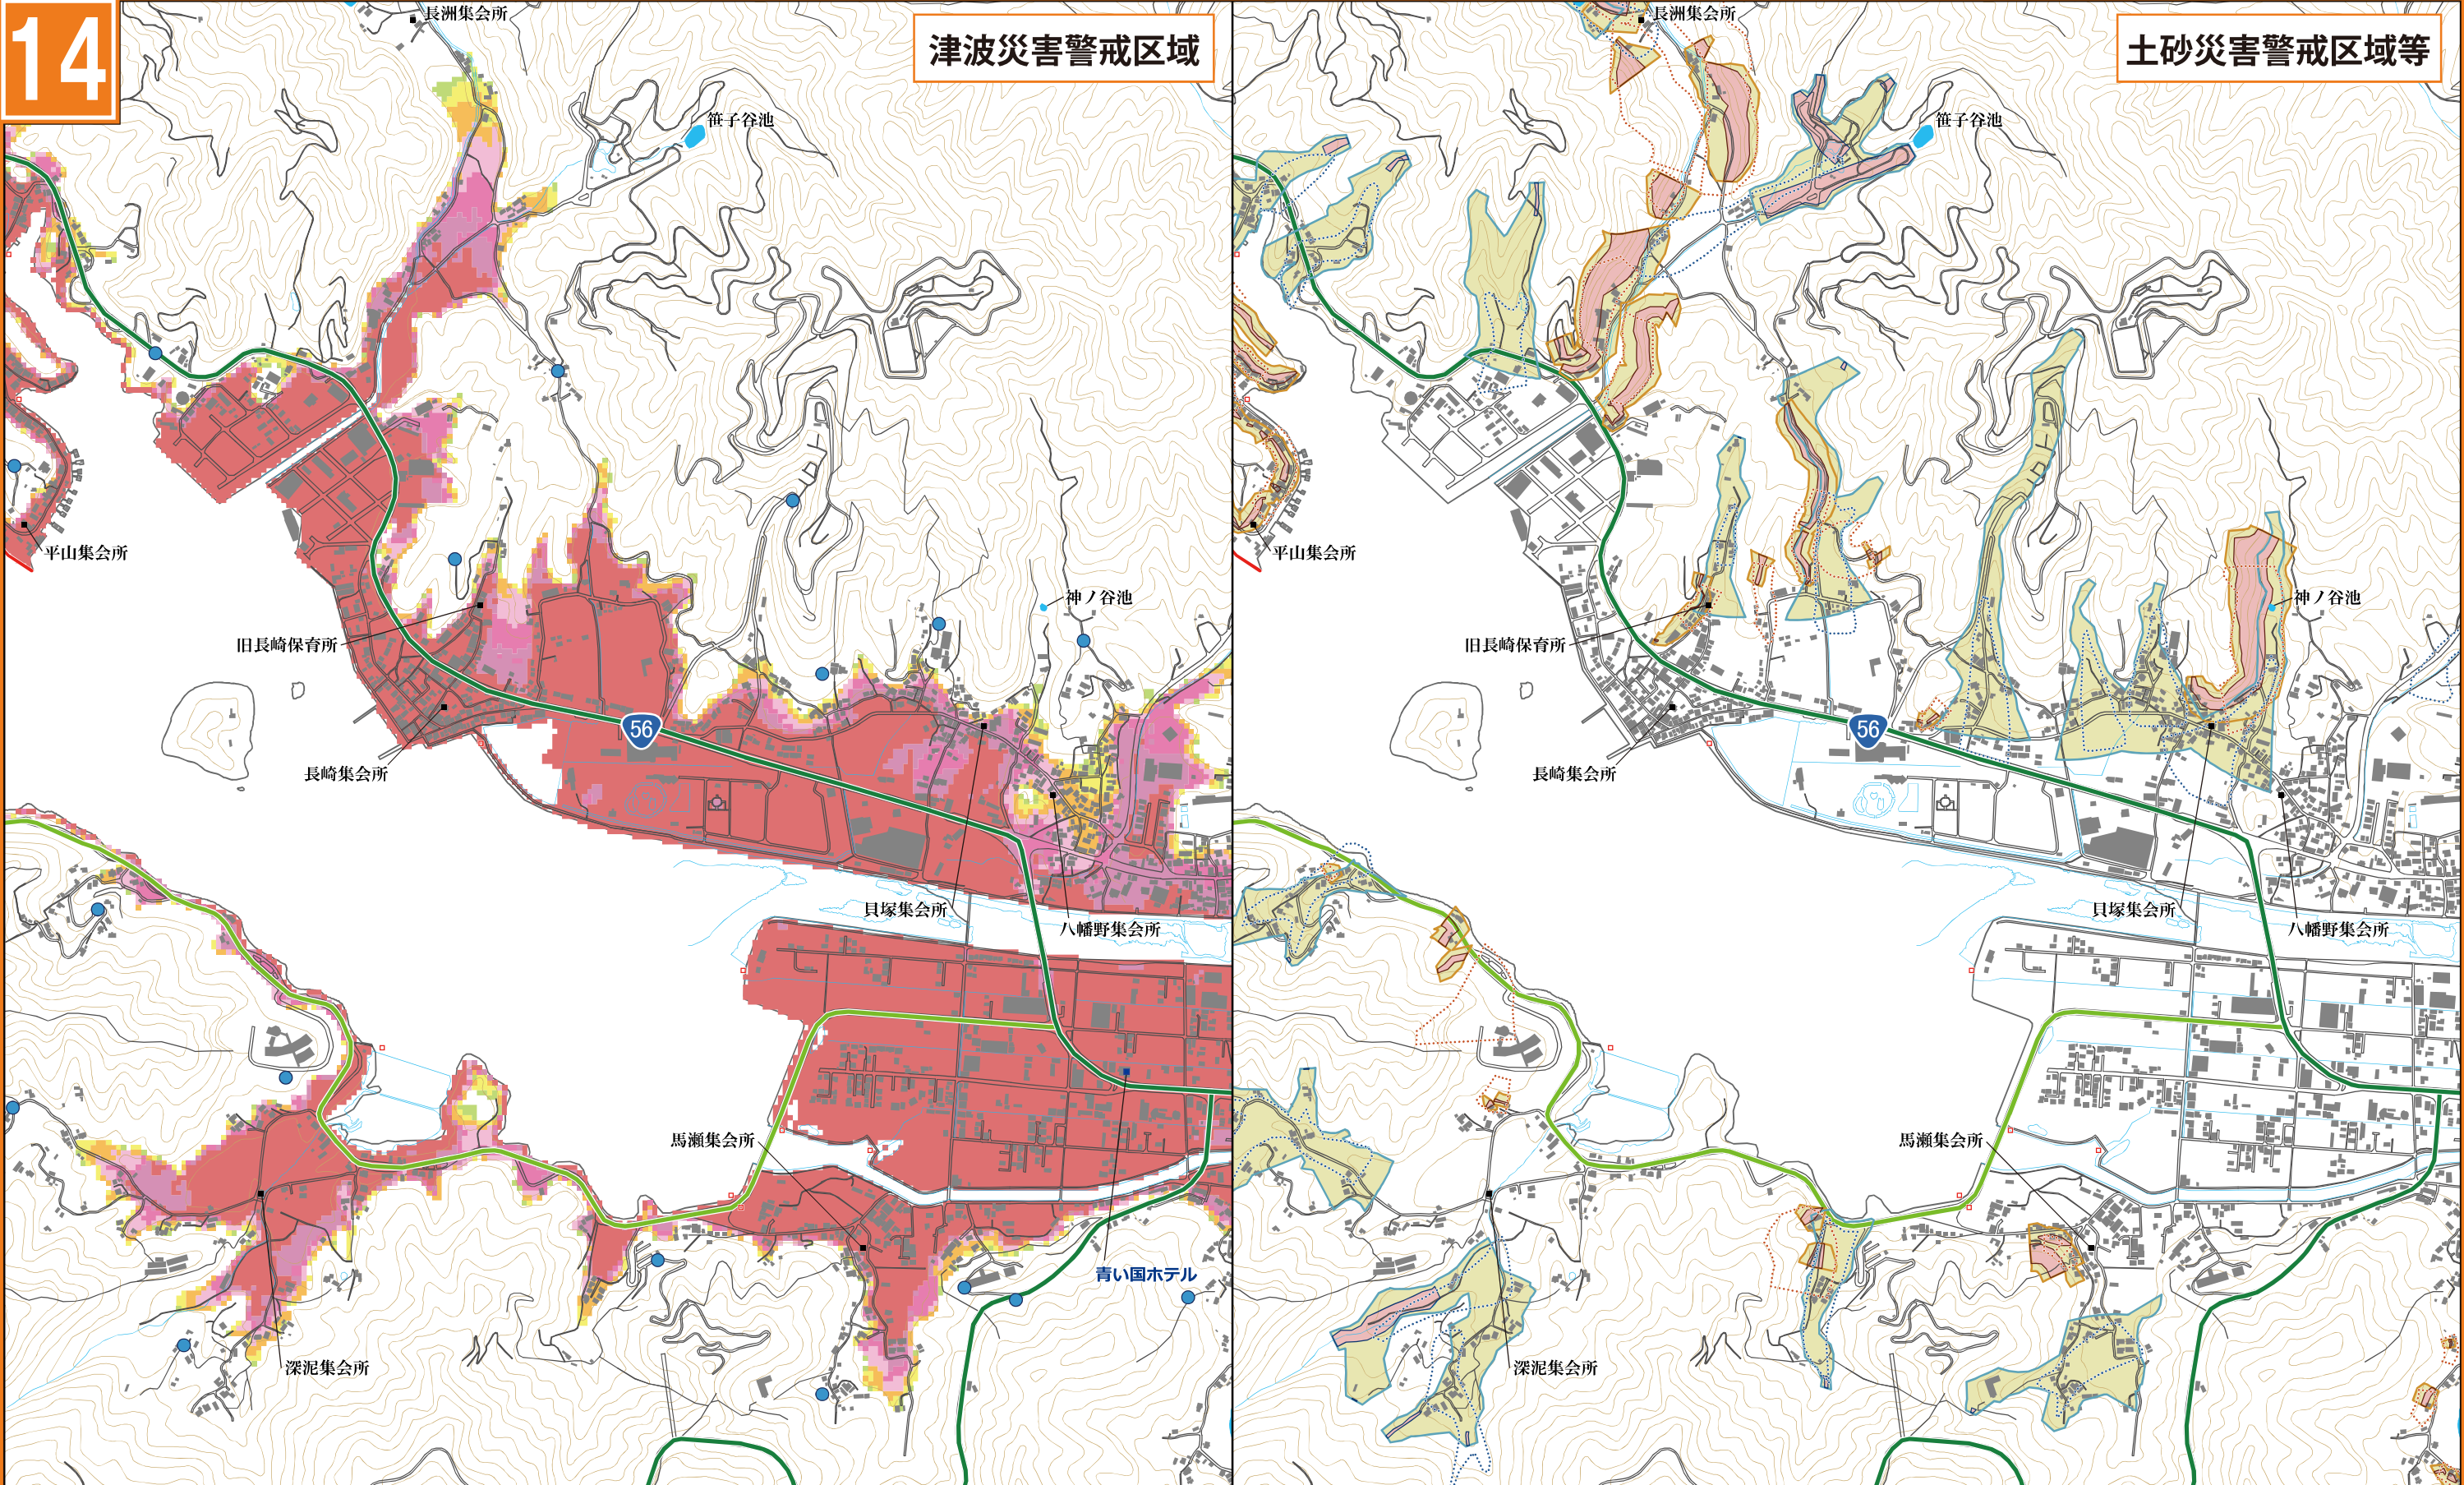 14
津波災害警戒区域
長洲集会所
笹子谷池
平山集会所
神ノ谷池
旧長崎保育所
56
長崎集会所
貝塚集会所
八幡野集会所
馬瀬集会所
青い国ホテル
深泥集会所
土砂災害警戒区域等
長洲集会所
笹子谷池
平山集会所
神ノ谷池
旧長崎保育所
56
長崎集会所
貝塚集会所
八幡野集会所
馬瀬集会所
深泥集会所